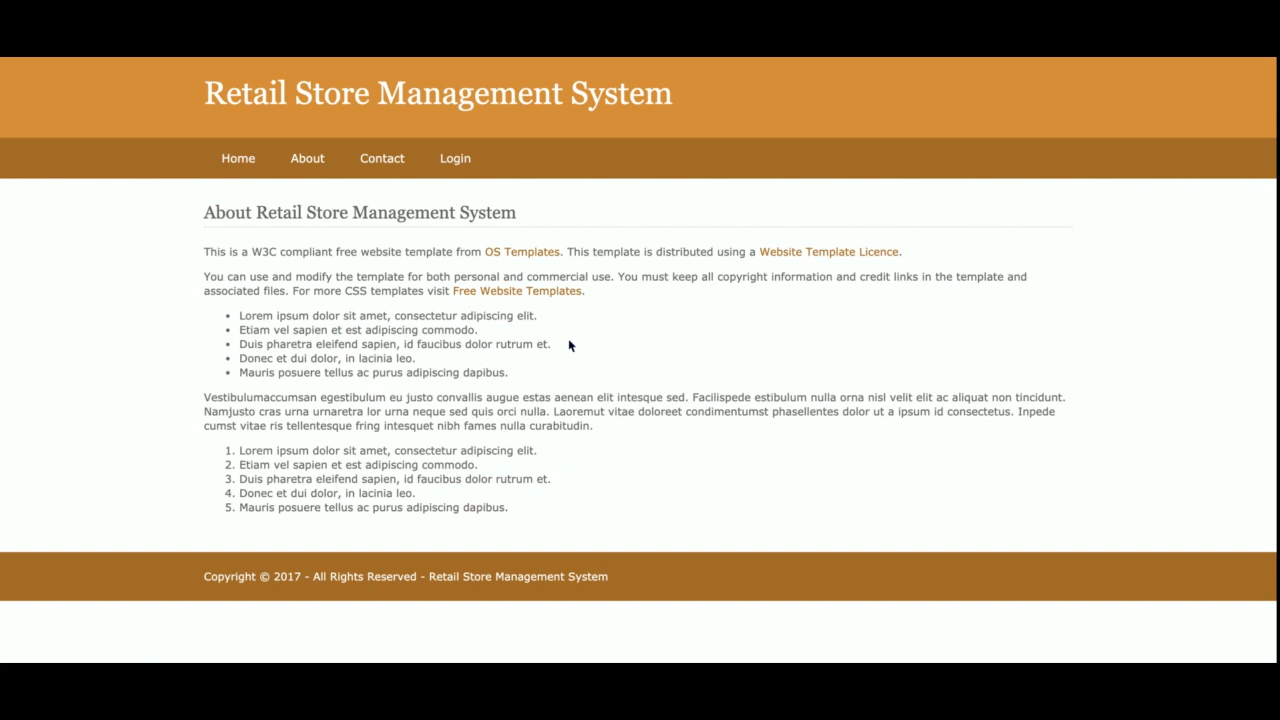 Retail Store Management System
Home About Contact Login
About Retail Store Management System
This is a W3C compliant free website template from OS Templates. This template is distributed using a Website Template Licence.
You can use and modify the template for both personal and commercial use. You must keep all copyright information and credit links in the template and
associated files. For more CSS templates visit Free Website Templates.
• Lorem ipsum dolor sit amet, consectetur adipiscing elit.
• Etiam vel sapien et est adipiscing commodo.
• Duis pharetra eleifend sapien, id faucibus dolor rutrum et.
• Donec et dui dolor, in lacinia leo.
• Mauris posuere tellus ac purus adipiscing dapibus.
Vestibulumaccumsan egestibulum eu justo convallis augue estas aenean elit intesque sed. Facilispede estibulum nulla orna nisl velit elit ac aliquat non tincidunt.
Namjusto cras urna urnaretra lor urna neque sed quis orci nulla. Laoremut vitae doloreet condimentumst phasellentes dolor ut a ipsum id consectetus. Inpede
cumst vitae ris tellentesque fring intesquet nibh fames nulla curabitudin.
1. Lorem ipsum dolor sit amet, consectetur adipiscing elit.
2. Etiam vel sapien et est adipiscing commodo.
3. Duis pharetra eleifend sapien, id faucibus dolor rutrum et.
4. Donec et dui dolor, in lacinia leo.
5. Mauris posuere tellus ac purus adipiscing dapibus.
Copyright © 2017 - All Rights Reserved - Retail Store Management System